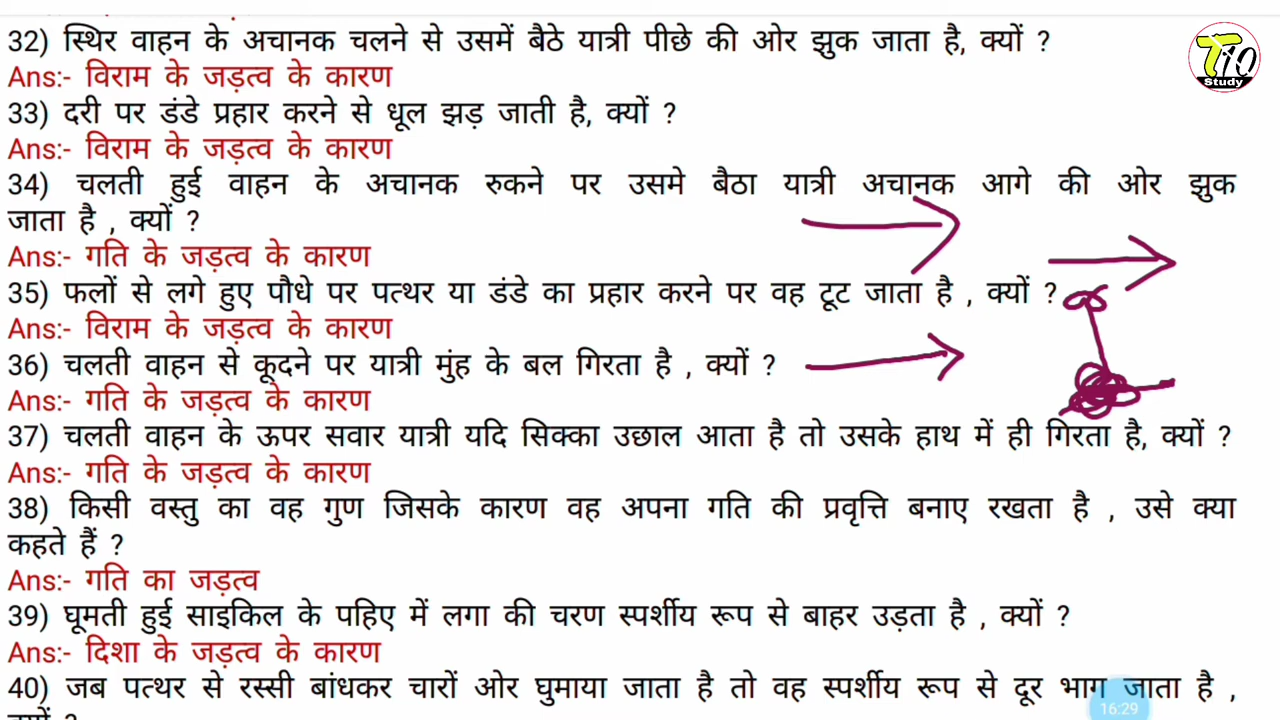 32) स्थिर वाहन के अचानक चलने से उसमें बैठे यात्री पीछे की ओर झुक जाता है, क्यों ?
Ans:- विराम के जड़त्व के कारण
33) दरी पर डंडे प्रहार करने से धूल झड़ जाती है, क्यों ?
Ans:- विराम के जड़त्व के कारण
34) चलती हुई वाहन के अचानक रुकने पर उसमे बैठा यात्री अचानक आगे की ओर झुक
जाता है , क्यों ?
Ans:- गति के जड़त्व के कारण
35) फलों से लगे हुए पौधे पर पत्थर या डंडे का प्रहार करने पर वह टूट जाता है , क्यों ?
Ans:- विराम के जड़त्व के कारण
36) चलती वाहन से कूदने पर यात्री मुंह के बल गिरता है , क्यों ?
Ans:- गति के जड़त्व के कारण
37) चलती वाहन के ऊपर सवार यात्री यदि सिक्का उछाल आता है तो उसके हाथ में ही गिरता है, क्यों ?
Ans:- गति के जड़त्व के कारण
38) किसी वस्तु का वह गुण जिसके कारण वह अपना गति की प्रवृत्ति बनाए रखता है , उसे क्या
कहते हैं ?
Ans:- गति का जड़त्व
39) घूमती हुई साइकिल के पहिए में लगा की चरण स्पर्शीय रूप से बाहर उड़ता है , क्यों ?
Ans:- दिशा के जड़त्व के कारण
40) जब पत्थर से रस्सी बांधकर चारों ओर घुमाया जाता है तो वह स्पर्शीय रूप से दूर भाग जाता है ,
Study
16:29